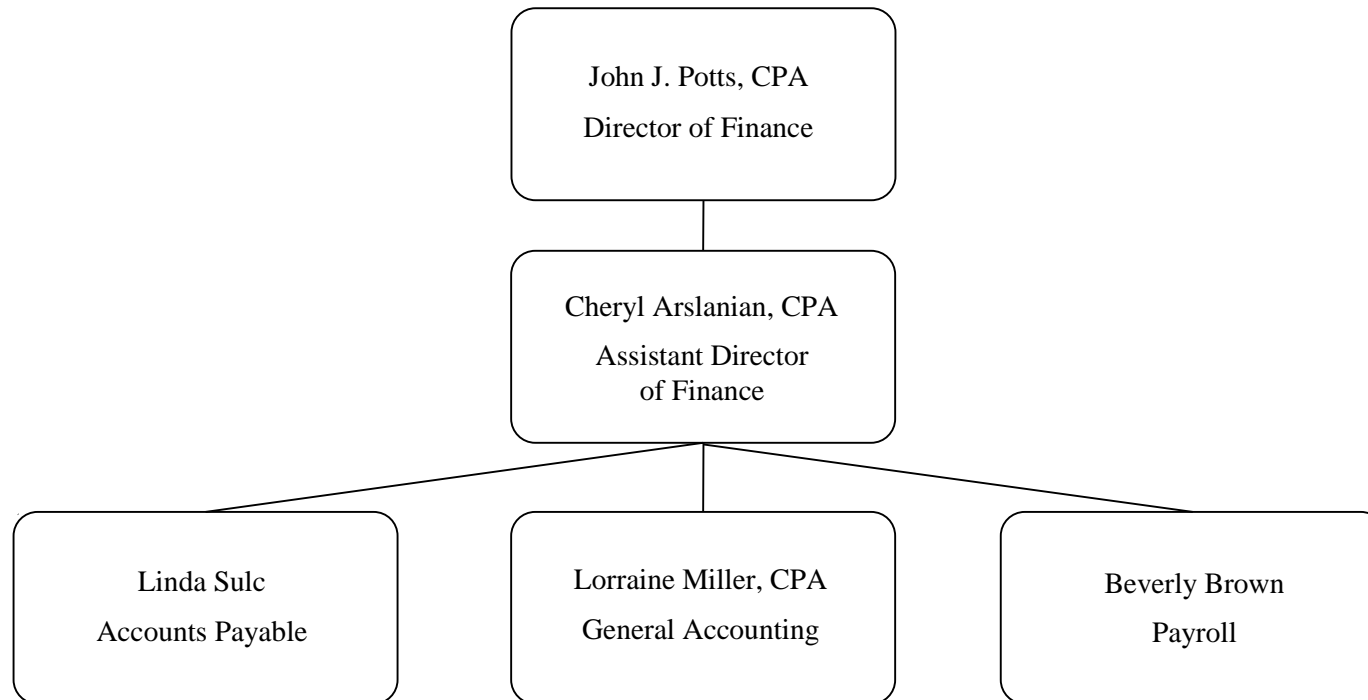 John J. Potts, CPA
Director of Finance
Cheryl Arslanian, CPA
Assistant Director
of Finance
Linda Sulc
Accounts Payable
Lorraine Miller, CPA
General Accounting
Beverly Brown
Payroll